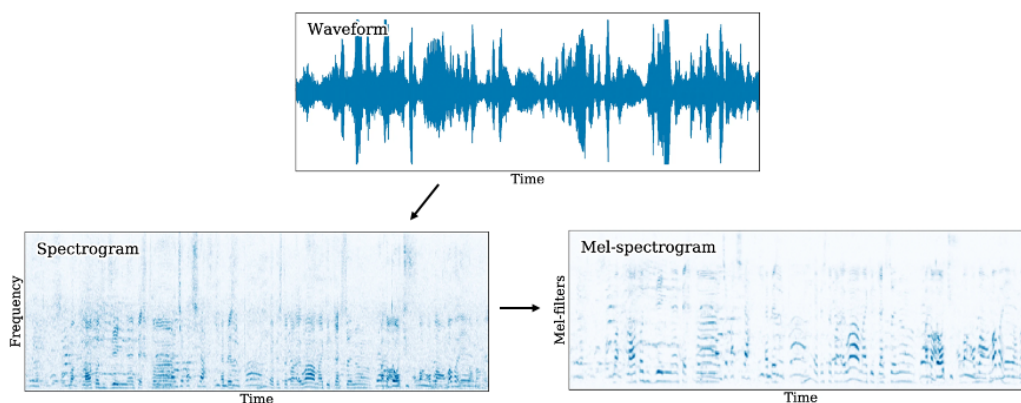 Waveform
Time
Spectrogram
Frequency
Time
Mel-spectrogram
Mel-filters
Time